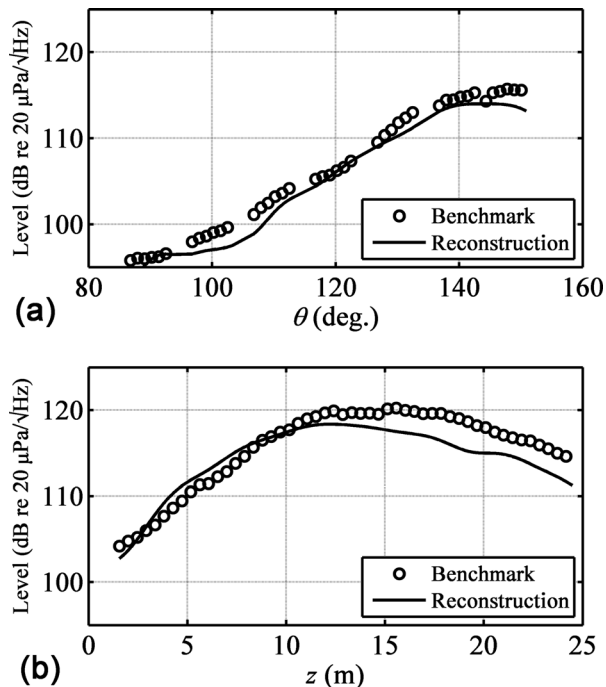 Level (dB re 20 μPa/√Hz)
120
110
100
Benchmark
Reconstruction
80
100
120
140
160
(a)
θ (deg.)
Level (dB re 20 μPa/√Hz)
120
110
100
Benchmark
Reconstruction
0
5
10
15
20
25
(b)
z (m)